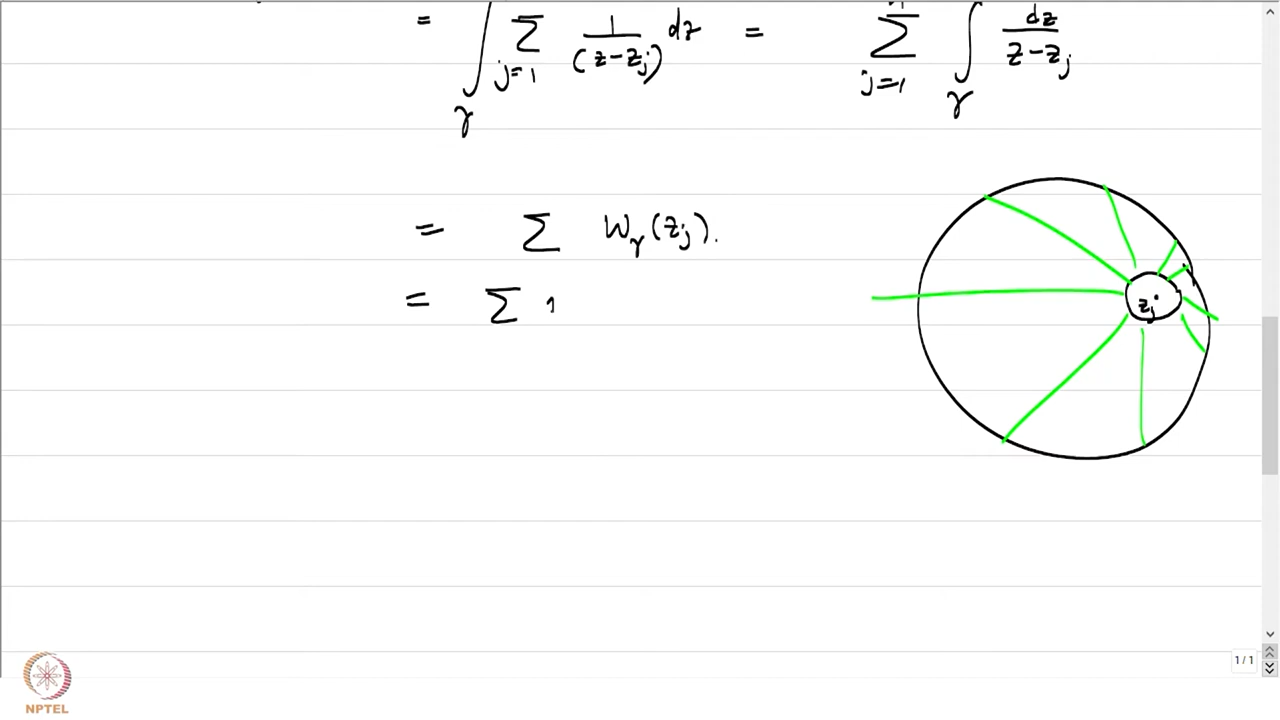 = ∫_γ Σ_{j=1} 1/(z-z_j) dz = Σ_{j=1}^n ∫_γ dz/(z-z_j)
= Σ W_γ(z_j).
= Σ 1
z_j
1 / 1
NPTEL